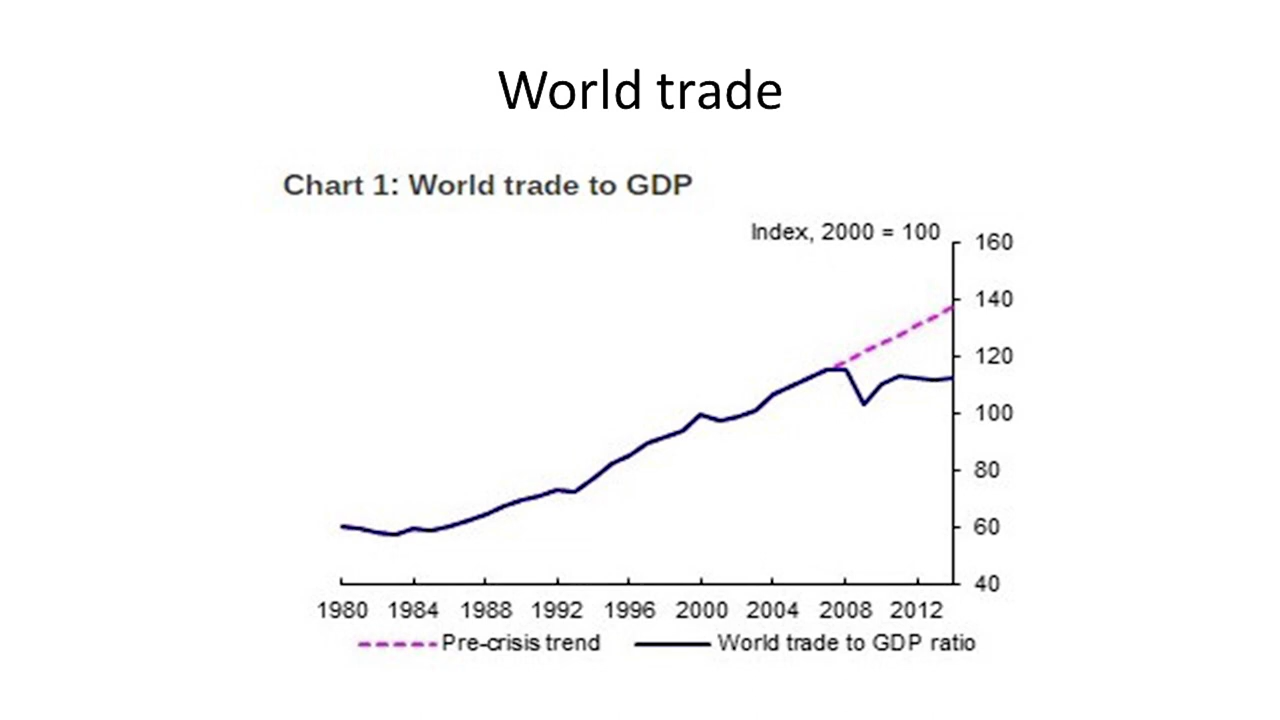 World trade
Chart 1: World trade to GDP
Index, 2000 = 100
160
140
120
100
80
60
40
1980 1984 1988 1992 1996 2000 2004 2008 2012
Pre-crisis trend World trade to GDP ratio